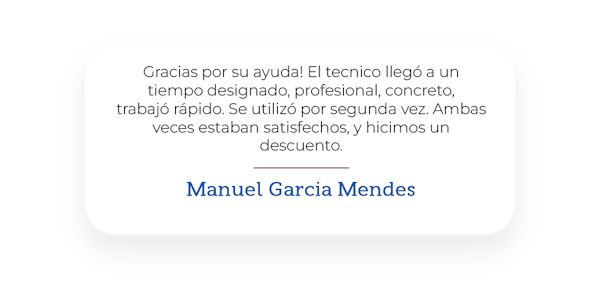 Gracias por su ayuda! El tecnico llegó a un
tiempo designado, profesional, concreto,
trabajó rápido. Se utilizó por segunda vez. Ambas
veces estaban satisfechos, y hicimos un
descuento.
Manuel Garcia Mendes